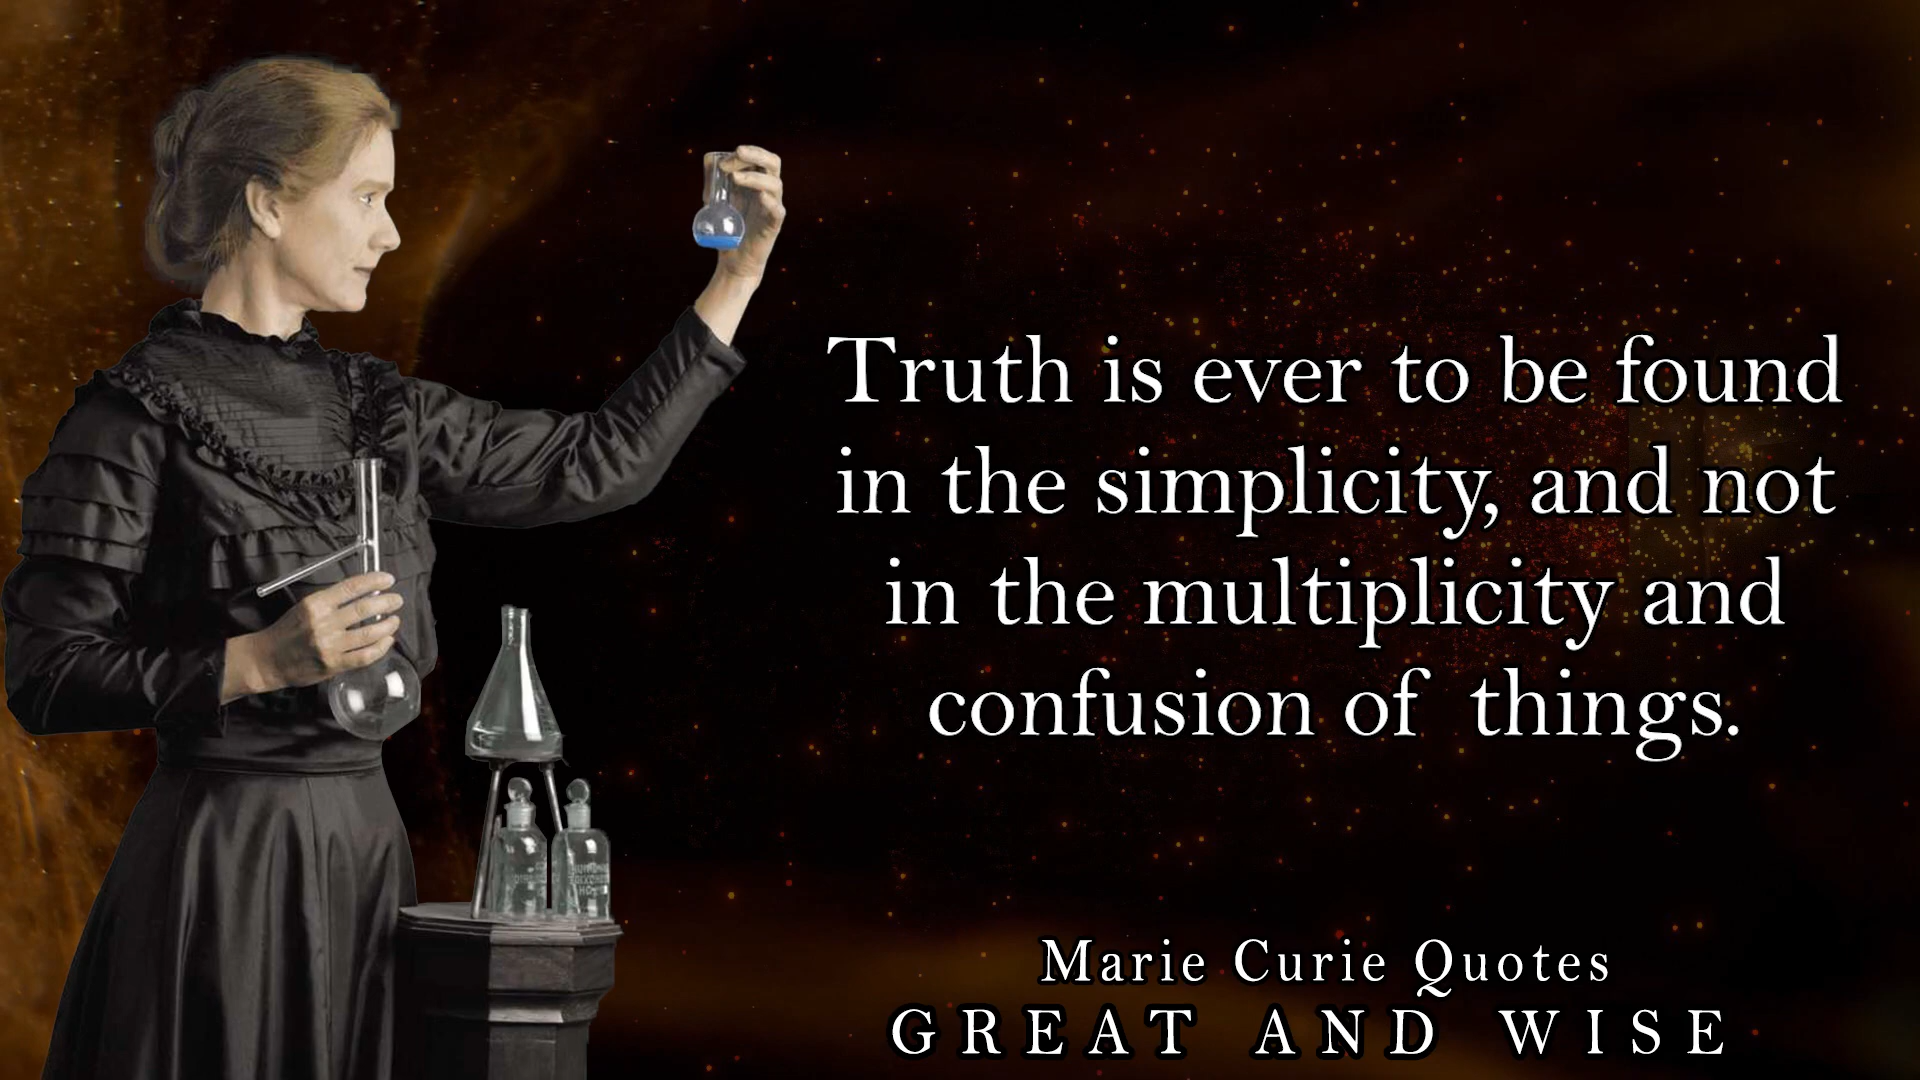 Truth is ever to be found
in the simplicity, and not
in the multiplicity and
confusion of things.
Marie Curie Quotes
GREAT AND WISE